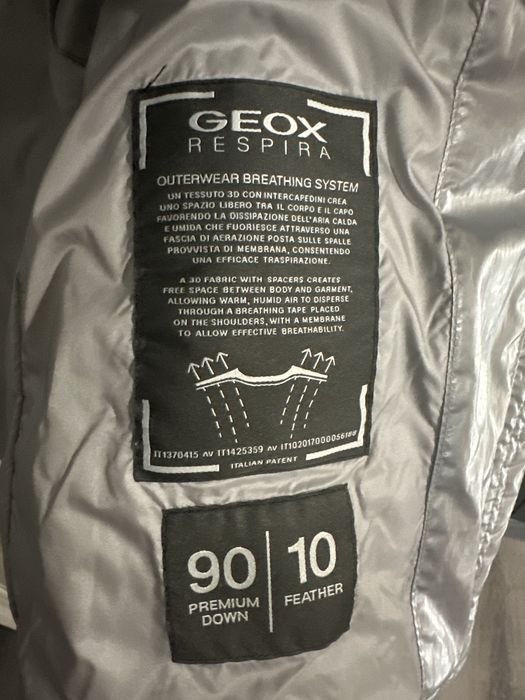 GEOX
RESPIRA
OUTERWEAR BREATHING SYSTEM
UN TESSUTO 3D CON INTERCAPEDINI CREA
UNO SPAZIO LIBERO TRA IL CORPO E IL CAPO
FAVORENDO LA DISSIPAZIONE DELL'ARIA CALDA
E UMIDA CHE FUORIESCE ATTRAVERSO UNA
FASCIA DI AERAZIONE POSTA SULLE SPALLE
PROVVISTA DI MEMBRANA, CONSENTENDO
UNA EFFICACE TRASPIRAZIONE.
A 3D FABRIC WITH SPACERS CREATES
FREE SPACE BETWEEN BODY AND GARMENT,
ALLOWING WARM, HUMID AIR TO DISPERSE
THROUGH A BREATHING TAPE PLACED
ON THE SHOULDERS, WITH A MEMBRANE
TO ALLOW EFFECTIVE BREATHABILITY.
IT1370415 AV IT1425359 AV
ITALIAN PATENT
90 10
PREMIUM FEATHER
DOWN